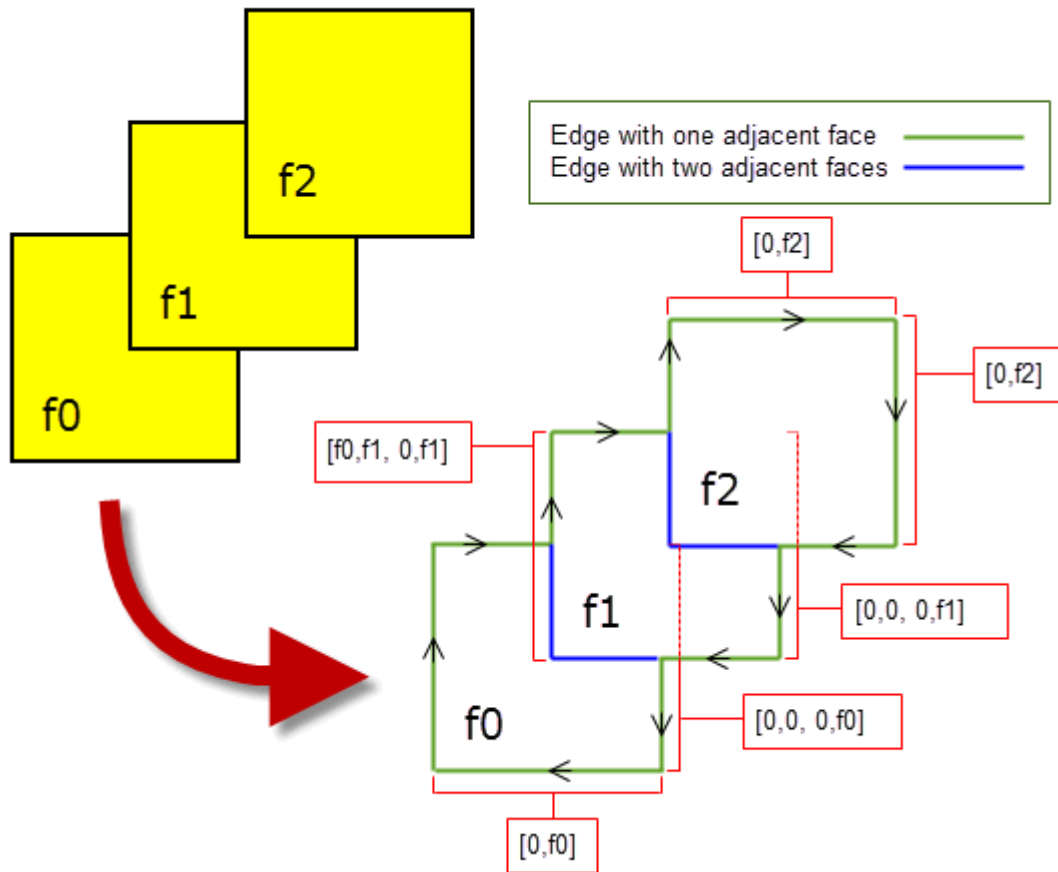 f2
f1
f0
Edge with one adjacent face
Edge with two adjacent faces
[0,f2]
[0,f2]
[f0,f1, 0,f1]
f2
f1
[0,0, 0,f1]
f0
[0,0, 0,f0]
[0,f0]